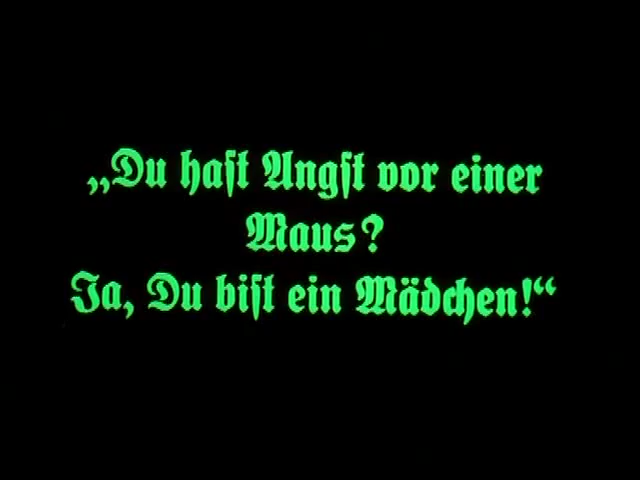 „Du hast Angst vor einer
Maus?
Ja, Du bist ein Mädchen!“